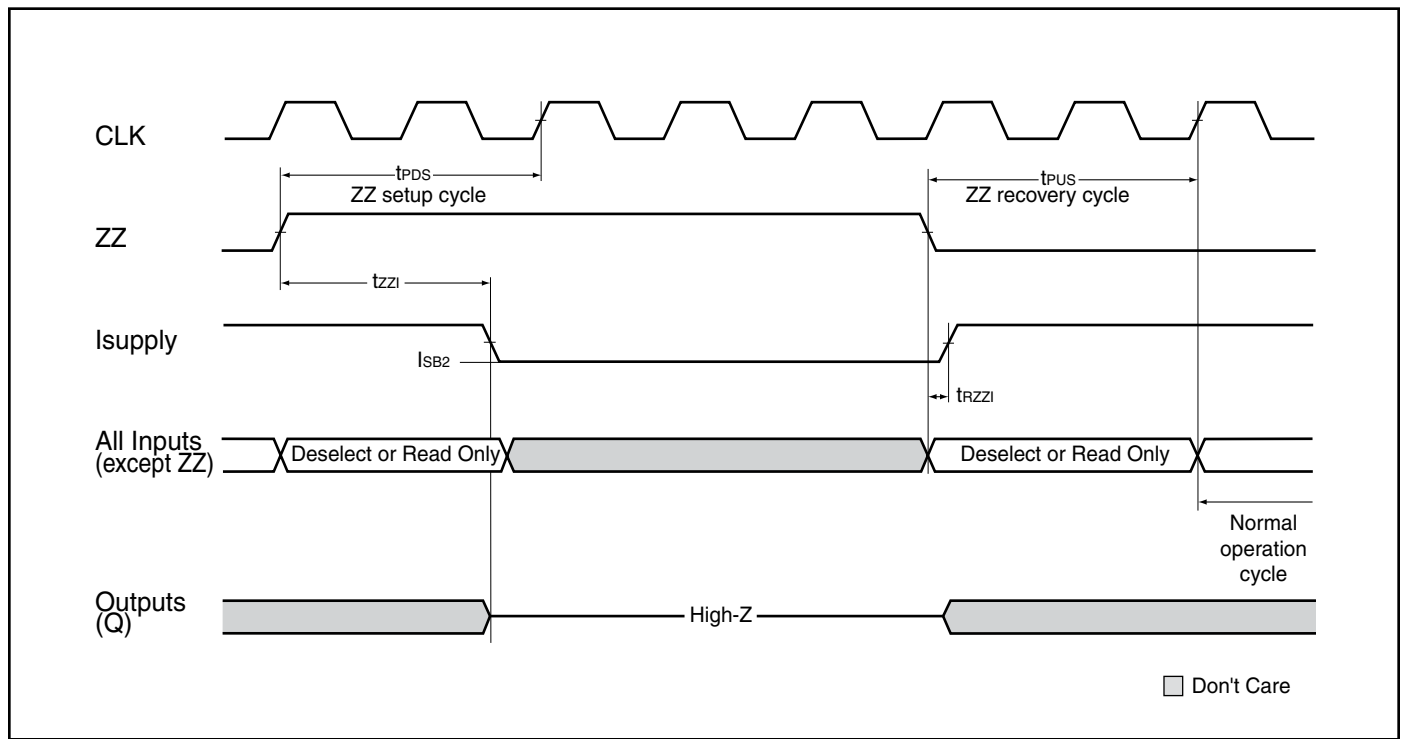 CLK
tPDS
ZZ setup cycle
tPUS
ZZ recovery cycle
ZZ
tZZI
Isupply
ISB2
tRZZI
All Inputs
(except ZZ)
Deselect or Read Only
Deselect or Read Only
Normal
operation
cycle
Outputs
(Q)
High-Z
Don't Care